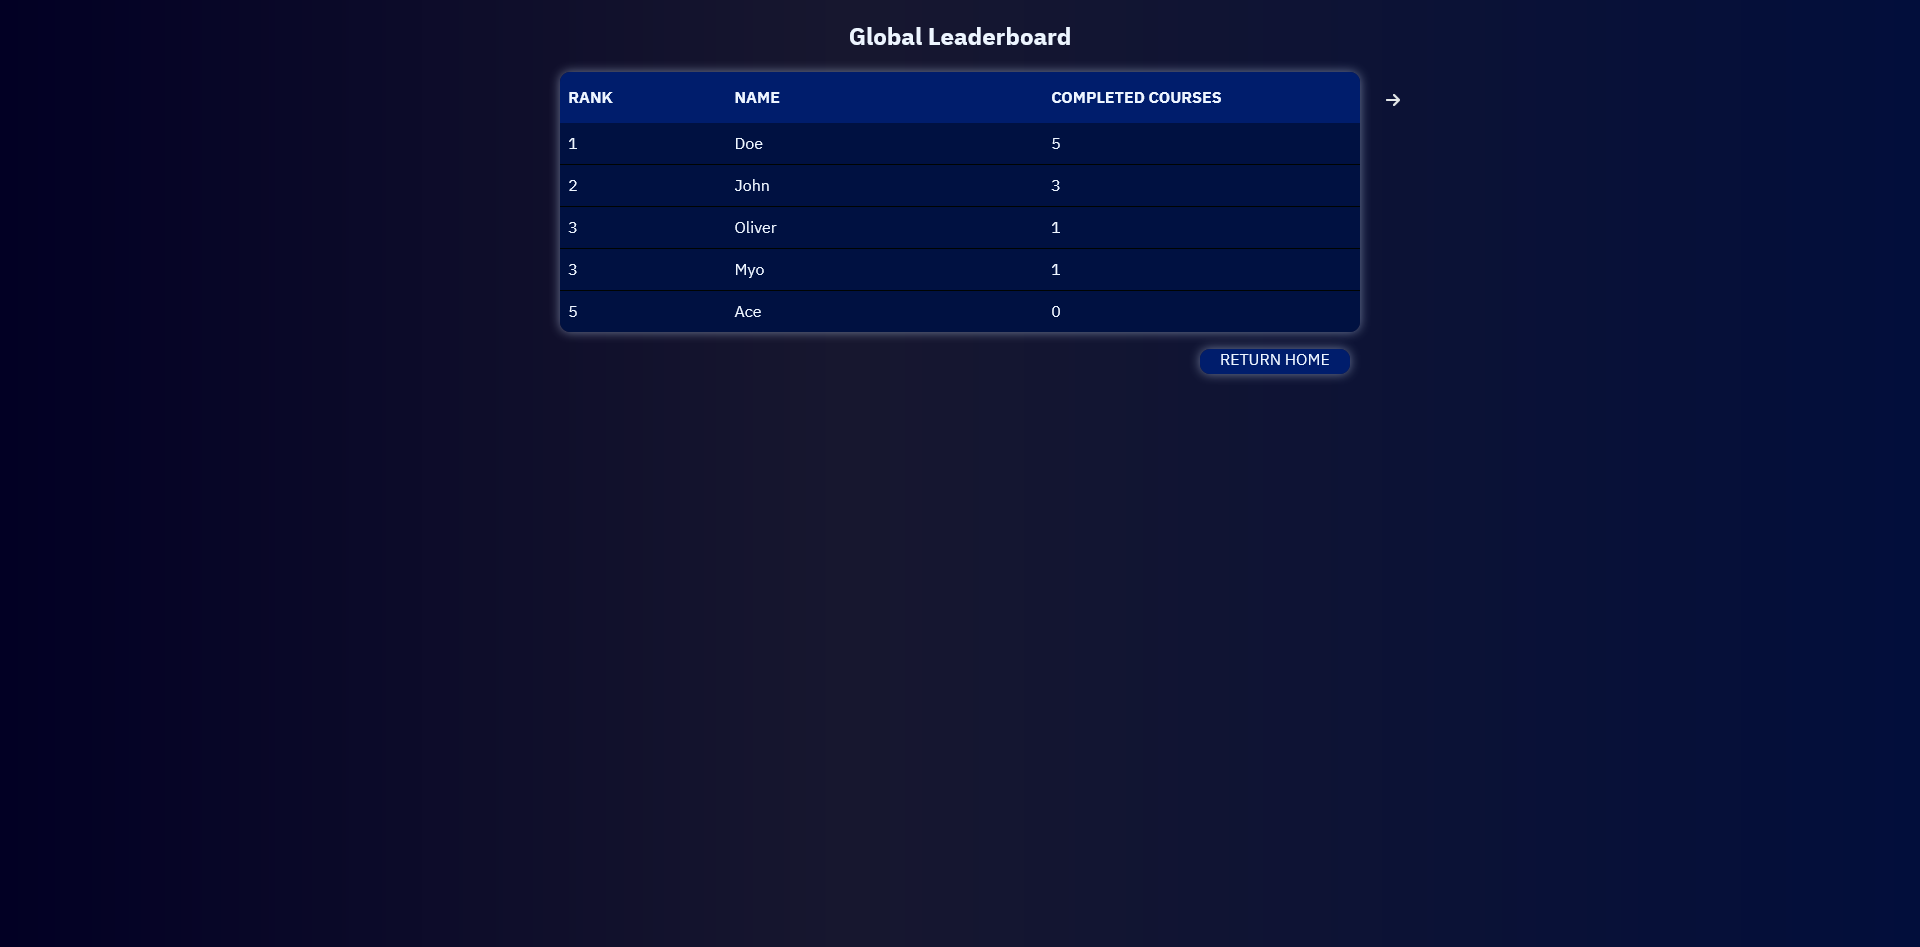 Global Leaderboard
RANK NAME COMPLETED COURSES
1 Doe 5
2 John 3
3 Oliver 1
3 Myo 1
5 Ace 0
RETURN HOME